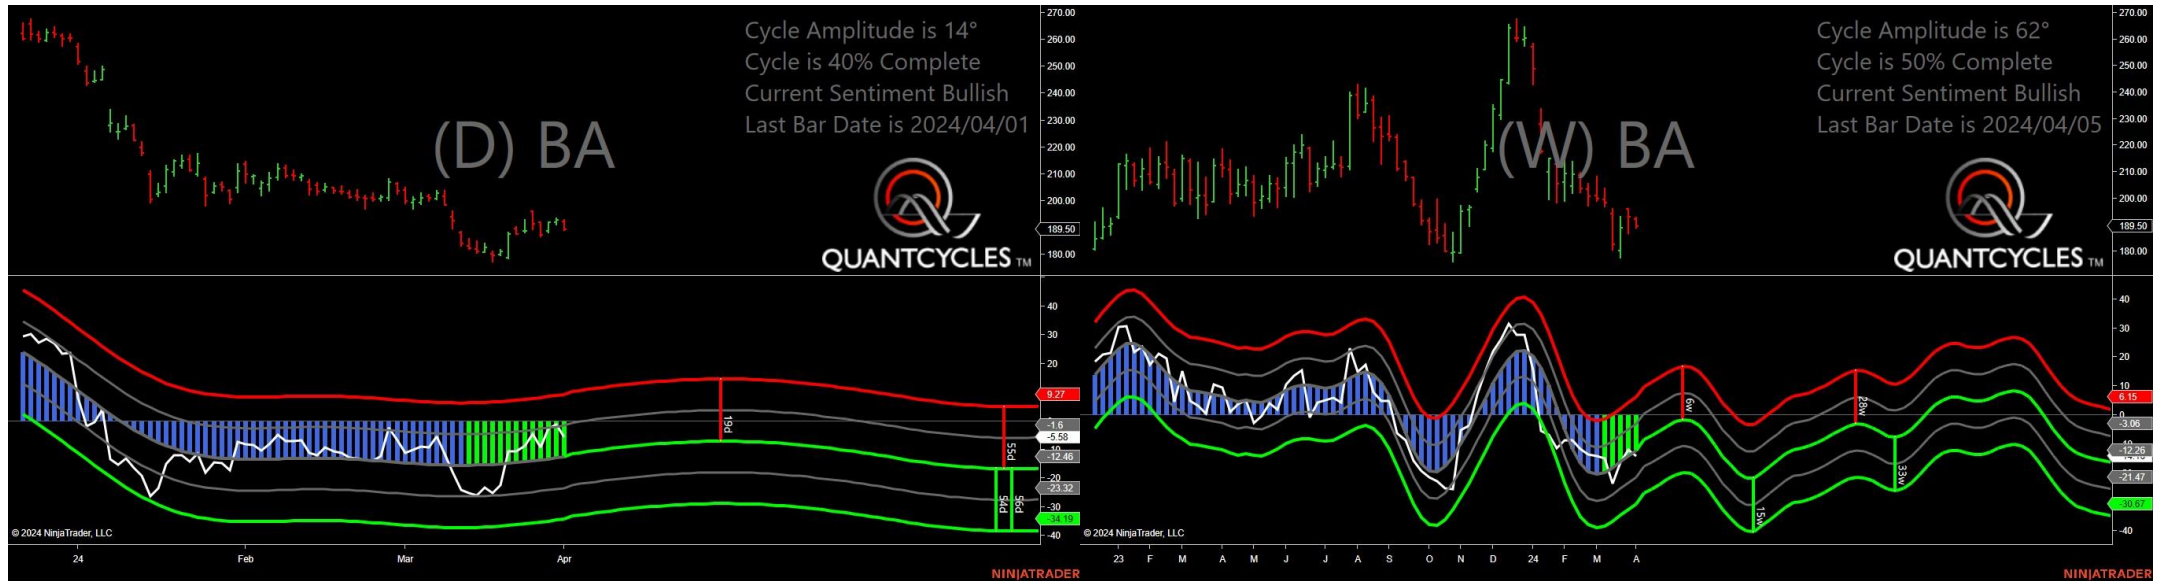 270.00
260.00
250.00
240.00
230.00
220.00
210.00
200.00
189.50
180.00
Cycle Amplitude is 14°
Cycle is 40% Complete
Current Sentiment Bullish
Last Bar Date is 2024/04/01
(D) BA
QUANTCYCLES TM
40
30
20
9.27
-1.6
-5.58
-12.46
-20
-23.32
-30
-34.19
-40
19d
55d
54d
56d
© 2024 NinjaTrader, LLC
24 Feb Mar Apr
NINJATRADER
270.00
260.00
250.00
240.00
230.00
220.00
210.00
200.00
189.50
180.00
Cycle Amplitude is 62°
Cycle is 50% Complete
Current Sentiment Bullish
Last Bar Date is 2024/04/05
(W) BA
QUANTCYCLES TM
40
30
20
10
6.15
0
-3.06
-12.26
-21.47
-30.67
-40
6w
15w
28w
33w
© 2024 NinjaTrader, LLC
23 F M A M J J A S O N D 24 F M A
NINJATRADER